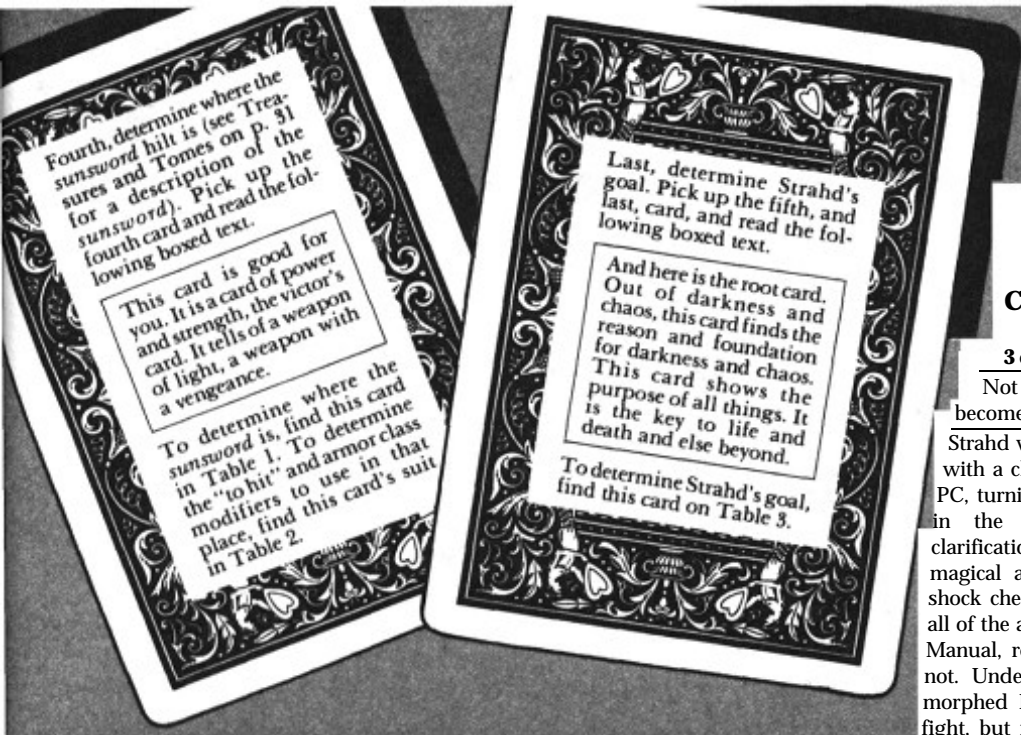 Fourth, determine where the
sunsword hilt is (see Trea-
sures and Tomes on p. 31
for a description of the
sunsword). Pick up the
fourth card and read the fol-
lowing boxed text.
This card is good for
you. It is a card of power
and strength, the victor's
card. It tells of a weapon
of light, a weapon with
a vengeance.
To determine where the
sunsword is, find this card
in Table 1. To determine
the "to hit" and armor class
modifiers to use in that
place, find this card's suit
in Table 2.
Last, determine Strahd's
goal. Pick up the fifth, and
last, card, and read the fol-
lowing boxed text.
And here is the root card.
Out of darkness and
chaos, this card finds the
reason and foundation
for darkness and chaos.
This card shows the
purpose of all things. It
is the key to life and
death and else beyond.
To determine Strahd's goal,
find this card on Table 3.
C
3
Not
become
Strahd
with a
PC,
in the
magical
shock
all of the
Manual,
not.
fight, but